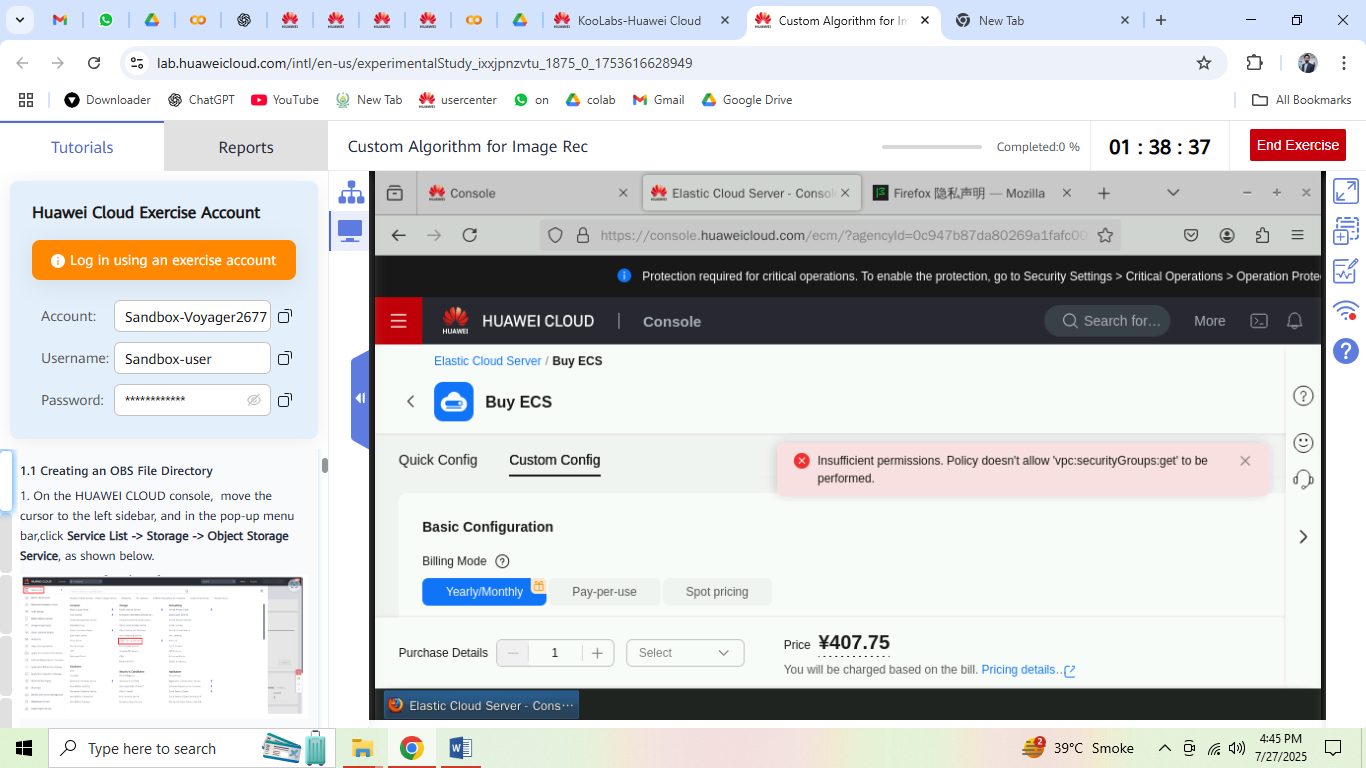 KooLabs-Huawei Cloud
Custom Algorithm for Im
New Tab
lab.huaweicloud.com/intl/en-us/experimentalStudy_ixxjpnzvtu_1875_0_1753616628949
Downloader
ChatGPT
YouTube
New Tab
usercenter
on
colab
Gmail
Google Drive
All Bookmarks
Tutorials
Reports
Custom Algorithm for Image Rec
Completed:0 %
01 : 38 : 37
End Exercise
Huawei Cloud Exercise Account
Log in using an exercise account
Account:
Sandbox-Voyager2677
Username:
Sandbox-user
Password:
************
1.1 Creating an OBS File Directory
1. On the HUAWEI CLOUD console, move the
cursor to the left sidebar, and in the pop-up menu
bar,click Service List -> Storage -> Object Storage
Service, as shown below.
Console
Elastic Cloud Server - Consol
Firefox 隐私声明 — Mozilla
https://console.huaweicloud.com/ecm/?agencyId=0c947b87da80269a1fafc00
Protection required for critical operations. To enable the protection, go to Security Settings > Critical Operations > Operation Prote
HUAWEI
HUAWEI CLOUD
Console
Search for...
More
Elastic Cloud Server / Buy ECS
Buy ECS
Quick Config
Custom Config
Insufficient permissions. Policy doesn't allow 'vpc:securityGroups:get' to be
performed.
Basic Configuration
Billing Mode
Yearly/Monthly
Pay-per-use
Spot pricing
Purchase Details
1
Select
Price ¥407.75
You will be charged based on the bill. Pricing details..
Elastic Cloud Server - Cons···
Type here to search
2
39°C Smoke
4:45 PM
7/27/2025